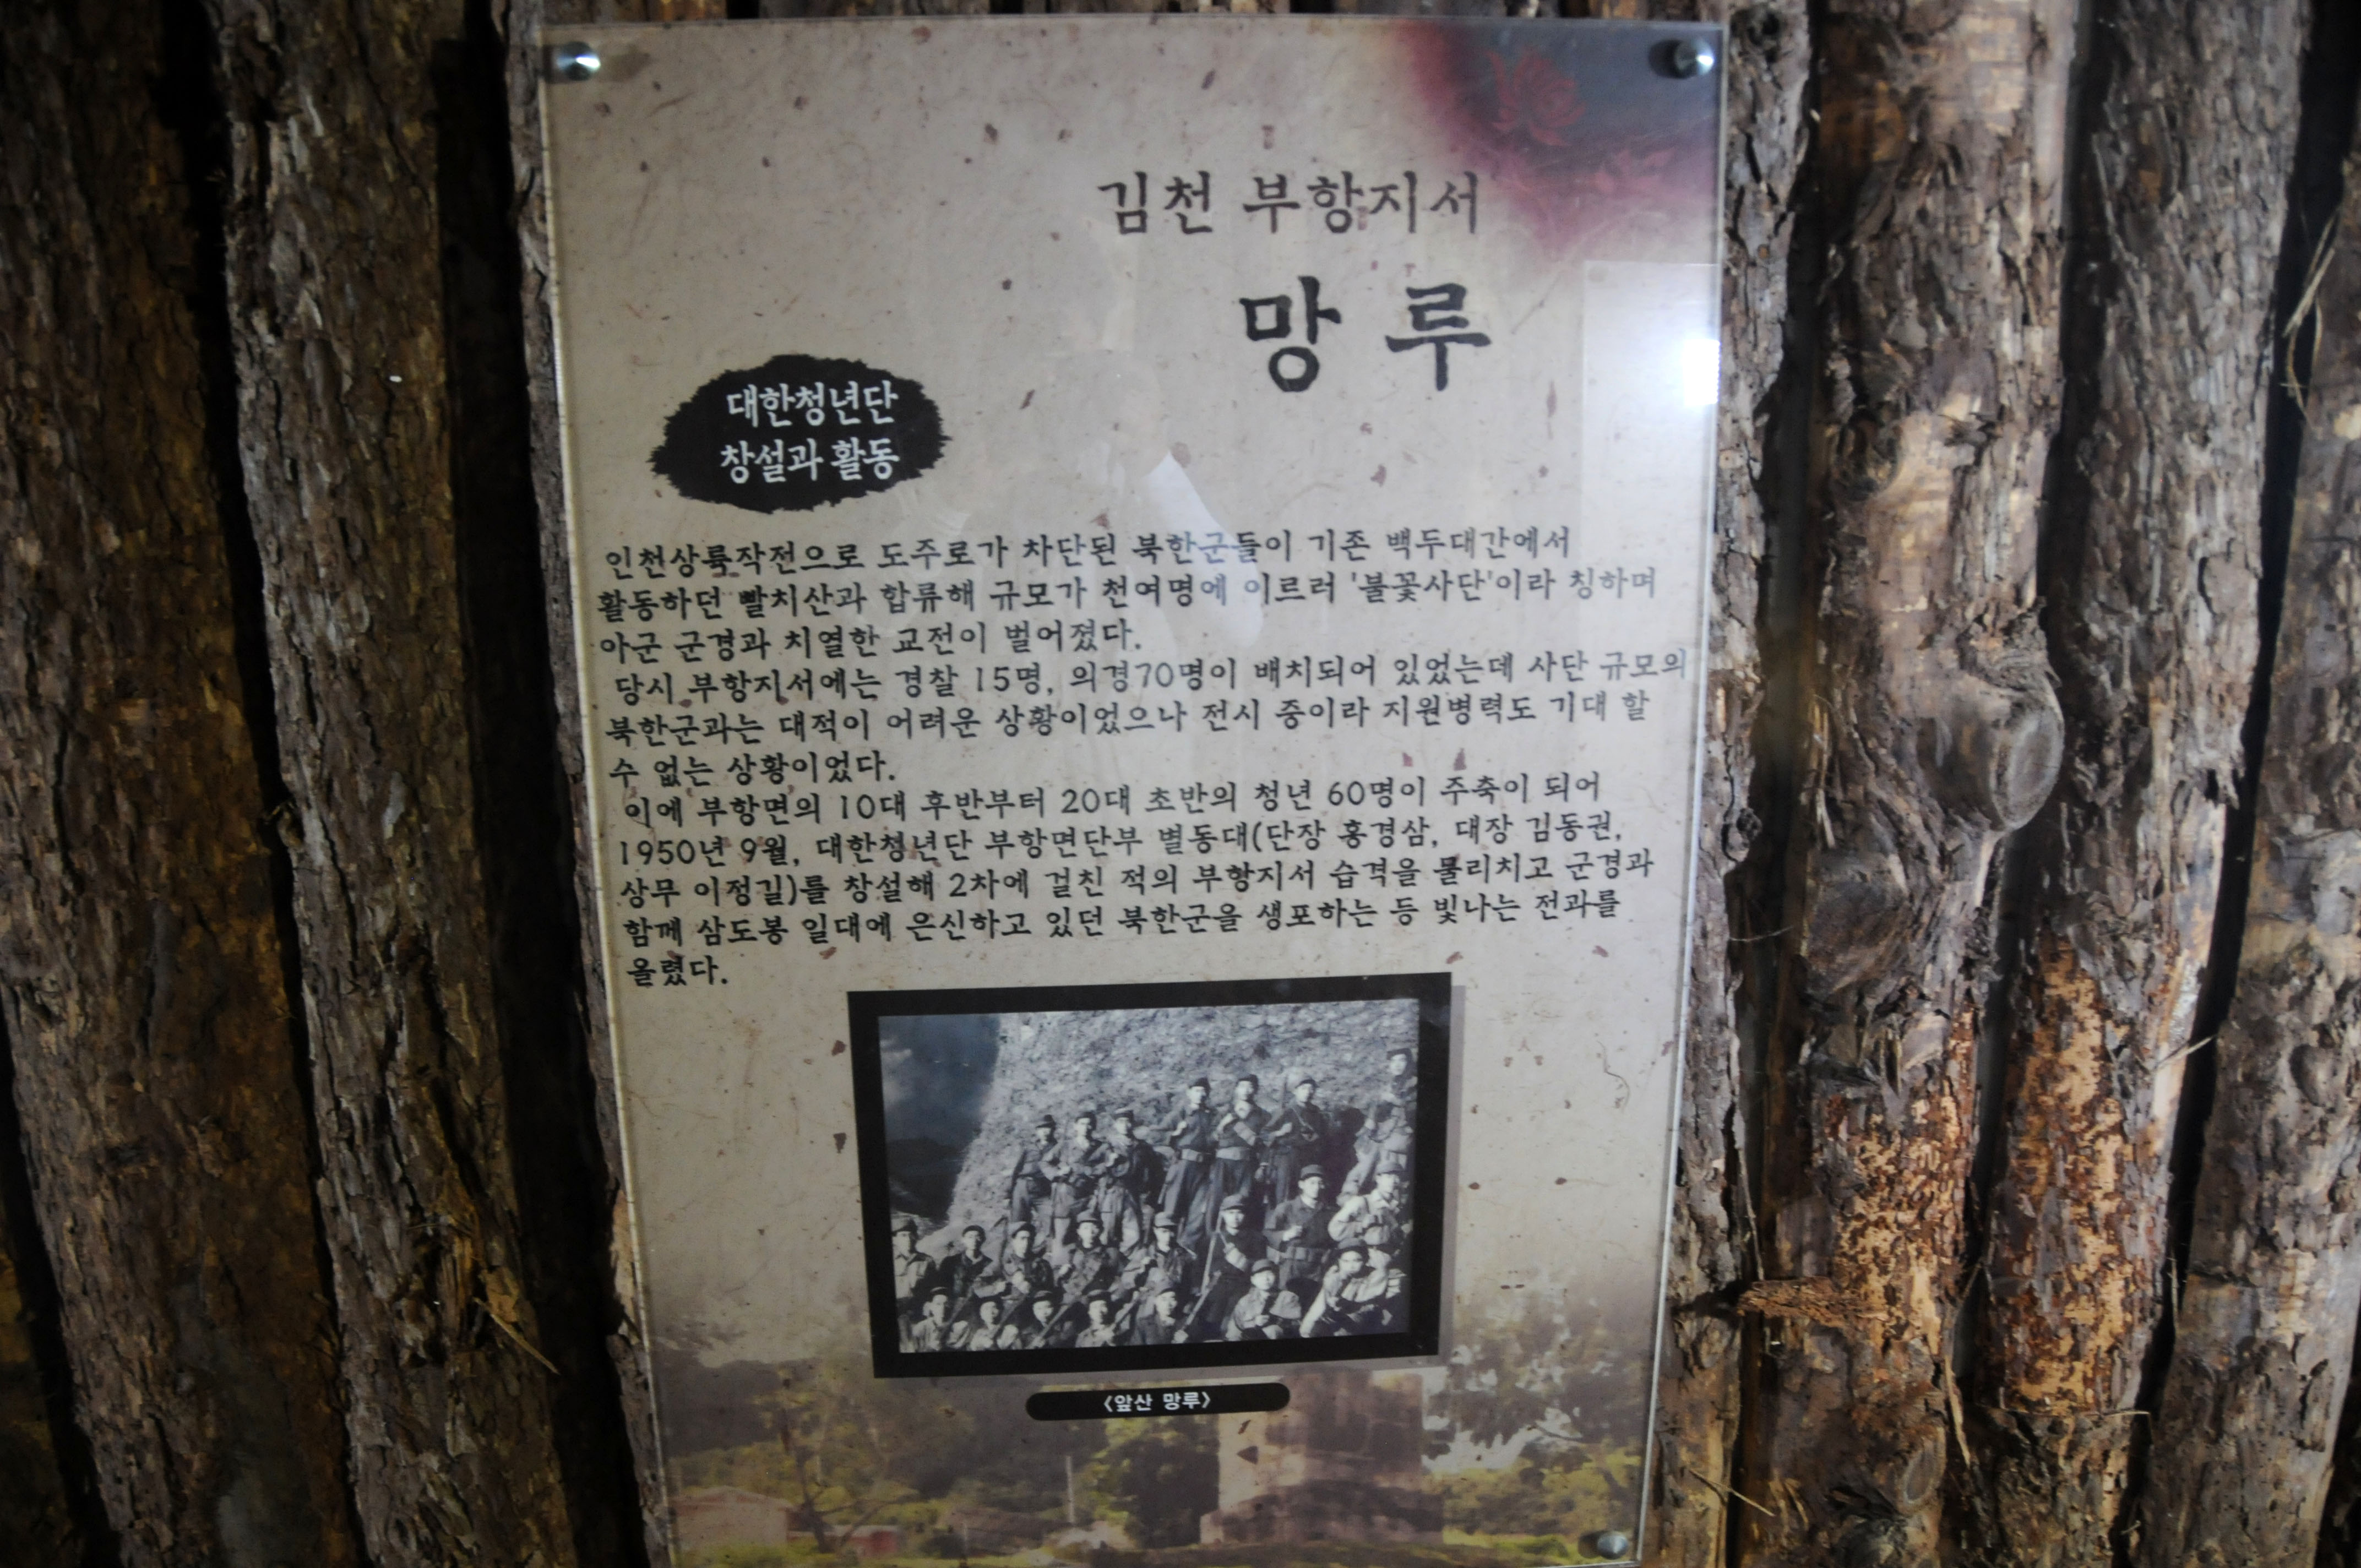 김천 부항지서
망루
대한청년단
창설과 활동
인천상륙작전으로 도주로가 차단된 북한군들이 기존 백두대간에서
활동하던 빨치산과 합류해 규모가 천여명에 이르러 '불꽃사단'이라 칭하며
아군 군경과 치열한 교전이 벌어졌다.
당시 부항지서에는 경찰 15명, 의경70명이 배치되어 있었는데 사단 규모의
북한군과는 대적이 어려운 상황이었으나 전시 중이라 지원병력도 기대 할
수 없는 상황이었다.
이에 부항면의 10대 후반부터 20대 초반의 청년 60명이 주축이 되어
1950년 9월, 대한청년단 부항면단부 별동대(단장 홍경삼, 대장 김동권,
상무 이정길)를 창설해 2차에 걸친 적의 부항지서 습격을 물리치고 군경과
함께 삼도봉 일대에 은신하고 있던 북한군을 생포하는 등 빛나는 전과를
올렸다.
〈앞산 망루〉